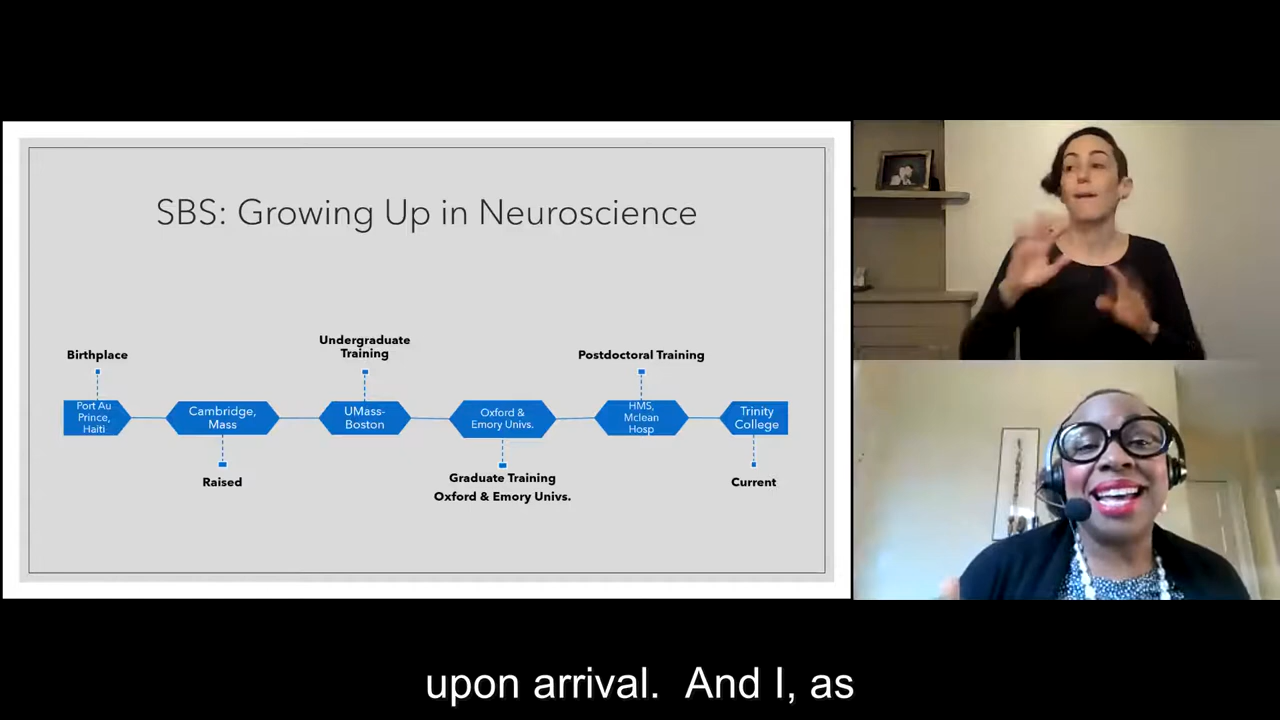 SBS: Growing Up in Neuroscience
Birthplace
Undergraduate
Training
Postdoctoral Training
Port Au
Prince,
Haiti
Cambridge,
Mass
UMass-
Boston
Oxford &
Emory Univs.
HMS,
Mclean
Hosp
Trinity
College
Raised
Graduate Training
Oxford & Emory Univs.
Current
upon arrival.  And I, as